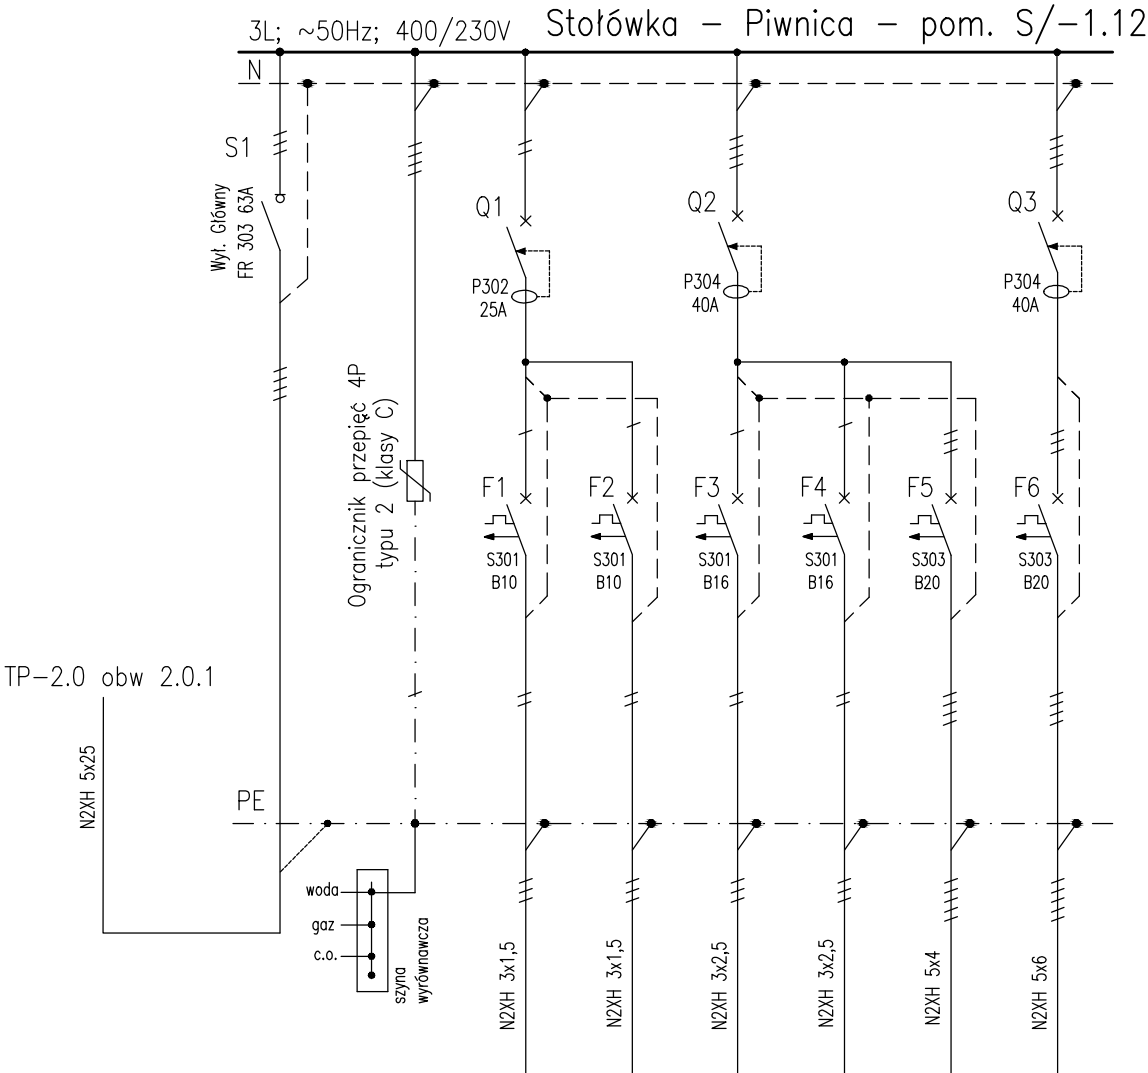 3L; ~50Hz; 400/230V
Stołówka – Piwnica – pom. S/-1.12
N
S1
Wył. Główny
FR 303 63A
Q1
P302
25A
Q2
P304
40A
Q3
P304
40A
Ogranicznik przepięć 4P
typu 2 (klasy C)
F1
S301
B10
F2
S301
B10
F3
S301
B16
F4
S301
B16
F5
S303
B20
F6
S303
B20
TP-2.0 obw 2.0.1
N2XH 5x25
PE
woda
gaz
c.o.
szyna
wyrównawcza
N2XH 3x1,5
N2XH 3x1,5
N2XH 3x2,5
N2XH 3x2,5
N2XH 5x4
N2XH 5x6